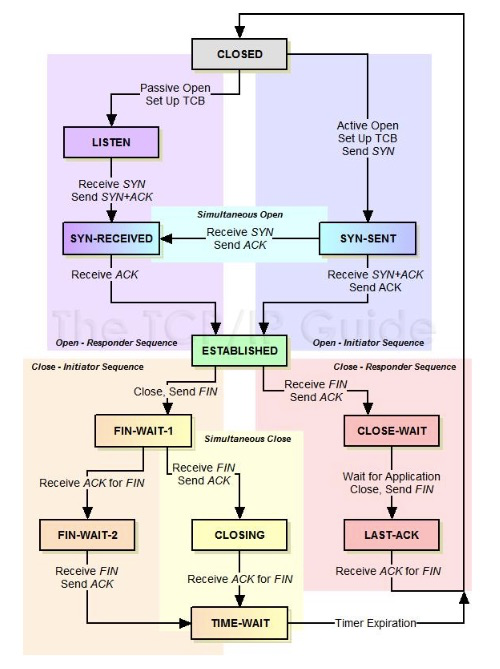 CLOSED
Passive Open
Set Up TCB
LISTEN
Active Open
Set Up TCB
Send SYN
Receive SYN
Send SYN+ACK
Simultaneous Open
SYN-RECEIVED
Receive SYN
Send ACK
SYN-SENT
Receive ACK
Receive SYN+ACK
Send ACK
The TCP/IP Guide
Open - Responder Sequence
ESTABLISHED
Open - Initiator Sequence
Close - Initiator Sequence
Close - Responder Sequence
Close, Send FIN
Receive FIN
Send ACK
FIN-WAIT-1
CLOSE-WAIT
Simultaneous Close
Receive ACK for FIN
Receive FIN
Send ACK
Wait for Application
Close, Send FIN
FIN-WAIT-2
CLOSING
LAST-ACK
Receive FIN
Send ACK
Receive ACK for FIN
Receive ACK for FIN
TIME-WAIT
Timer Expiration